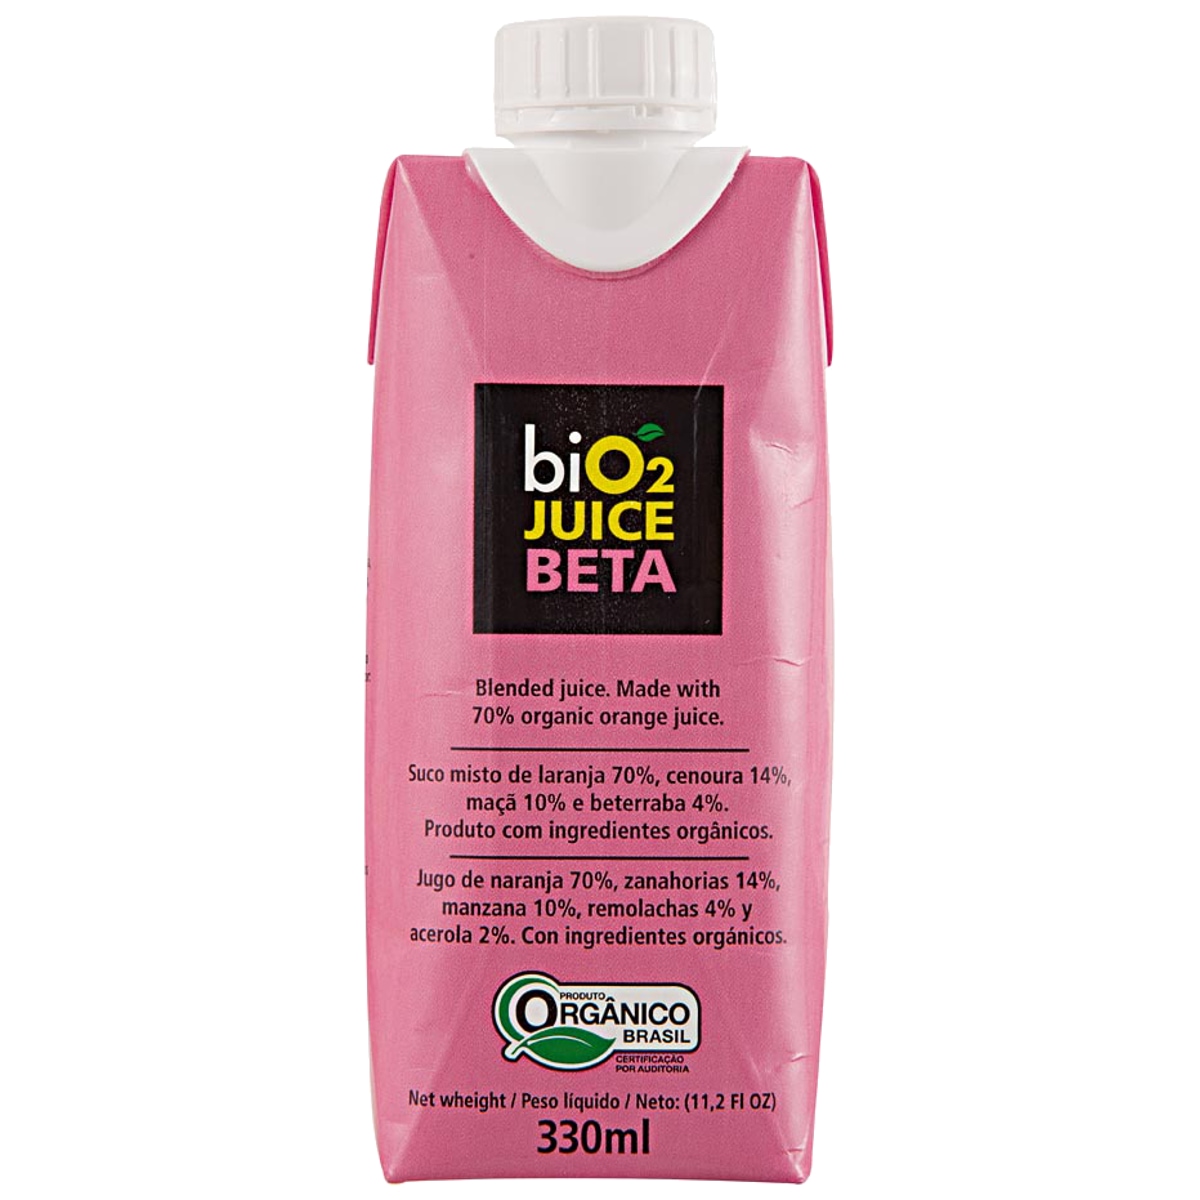 biO2
JUICE
BETA
Blended juice. Made with
70% organic orange juice.
Suco misto de laranja 70%, cenoura 14%,
maçã 10% e beterraba 4%.
Produto com ingredientes orgânicos.
Jugo de naranja 70%, zanahorias 14%,
manzana 10%, remolachas 4% y
acerola 2%. Con ingredientes orgánicos.
PRODUTO
ORGÂNICO
BRASIL
CERTIFICAÇÃO
POR AUDITORIA
Net wheight / Peso líquido / Neto: (11,2 Fl OZ)
330ml